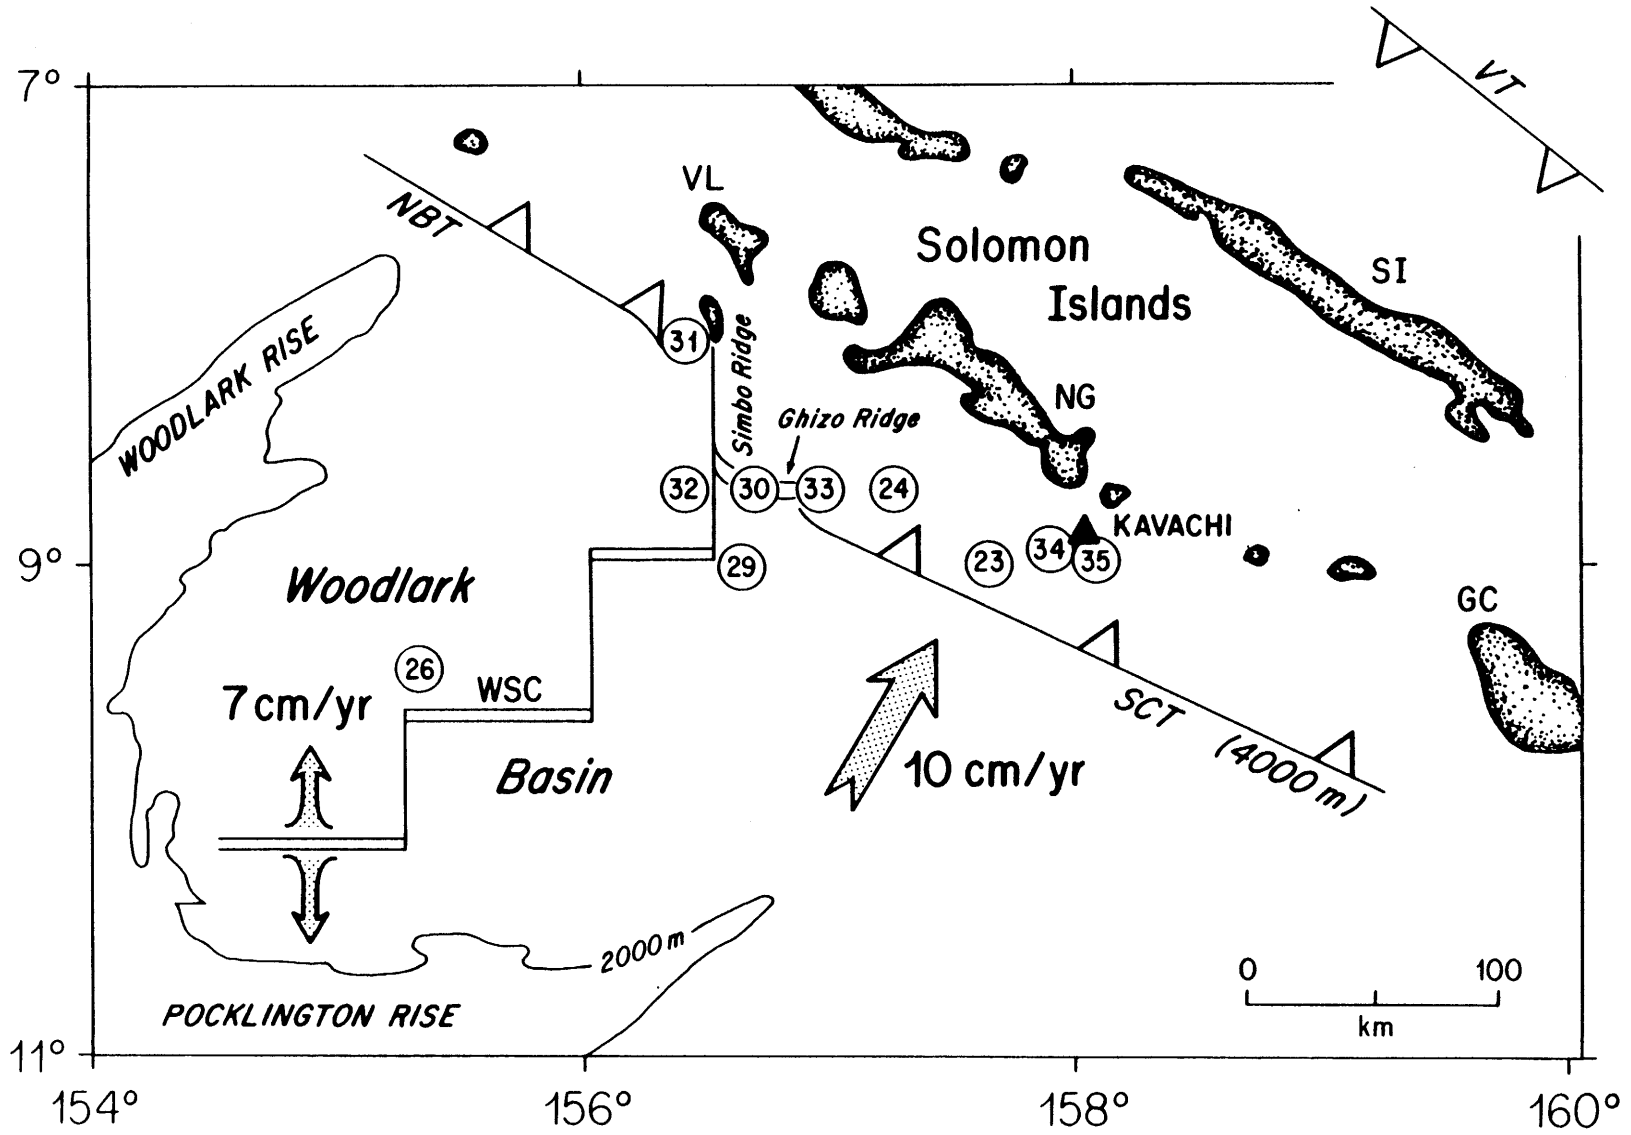 VT
7°
VL
NBT
Solomon
Islands
SI
WOODLARK RISE
31
Simbo Ridge
NG
Ghizo Ridge
32
30
33
24
KAVACHI
9°
29
23
34
35
Woodlark
GC
26
WSC
7 cm/yr
SCT (4000 m)
Basin
10 cm/yr
2000 m
0 100
km
POCKLINGTON RISE
11°
154° 156° 158° 160°